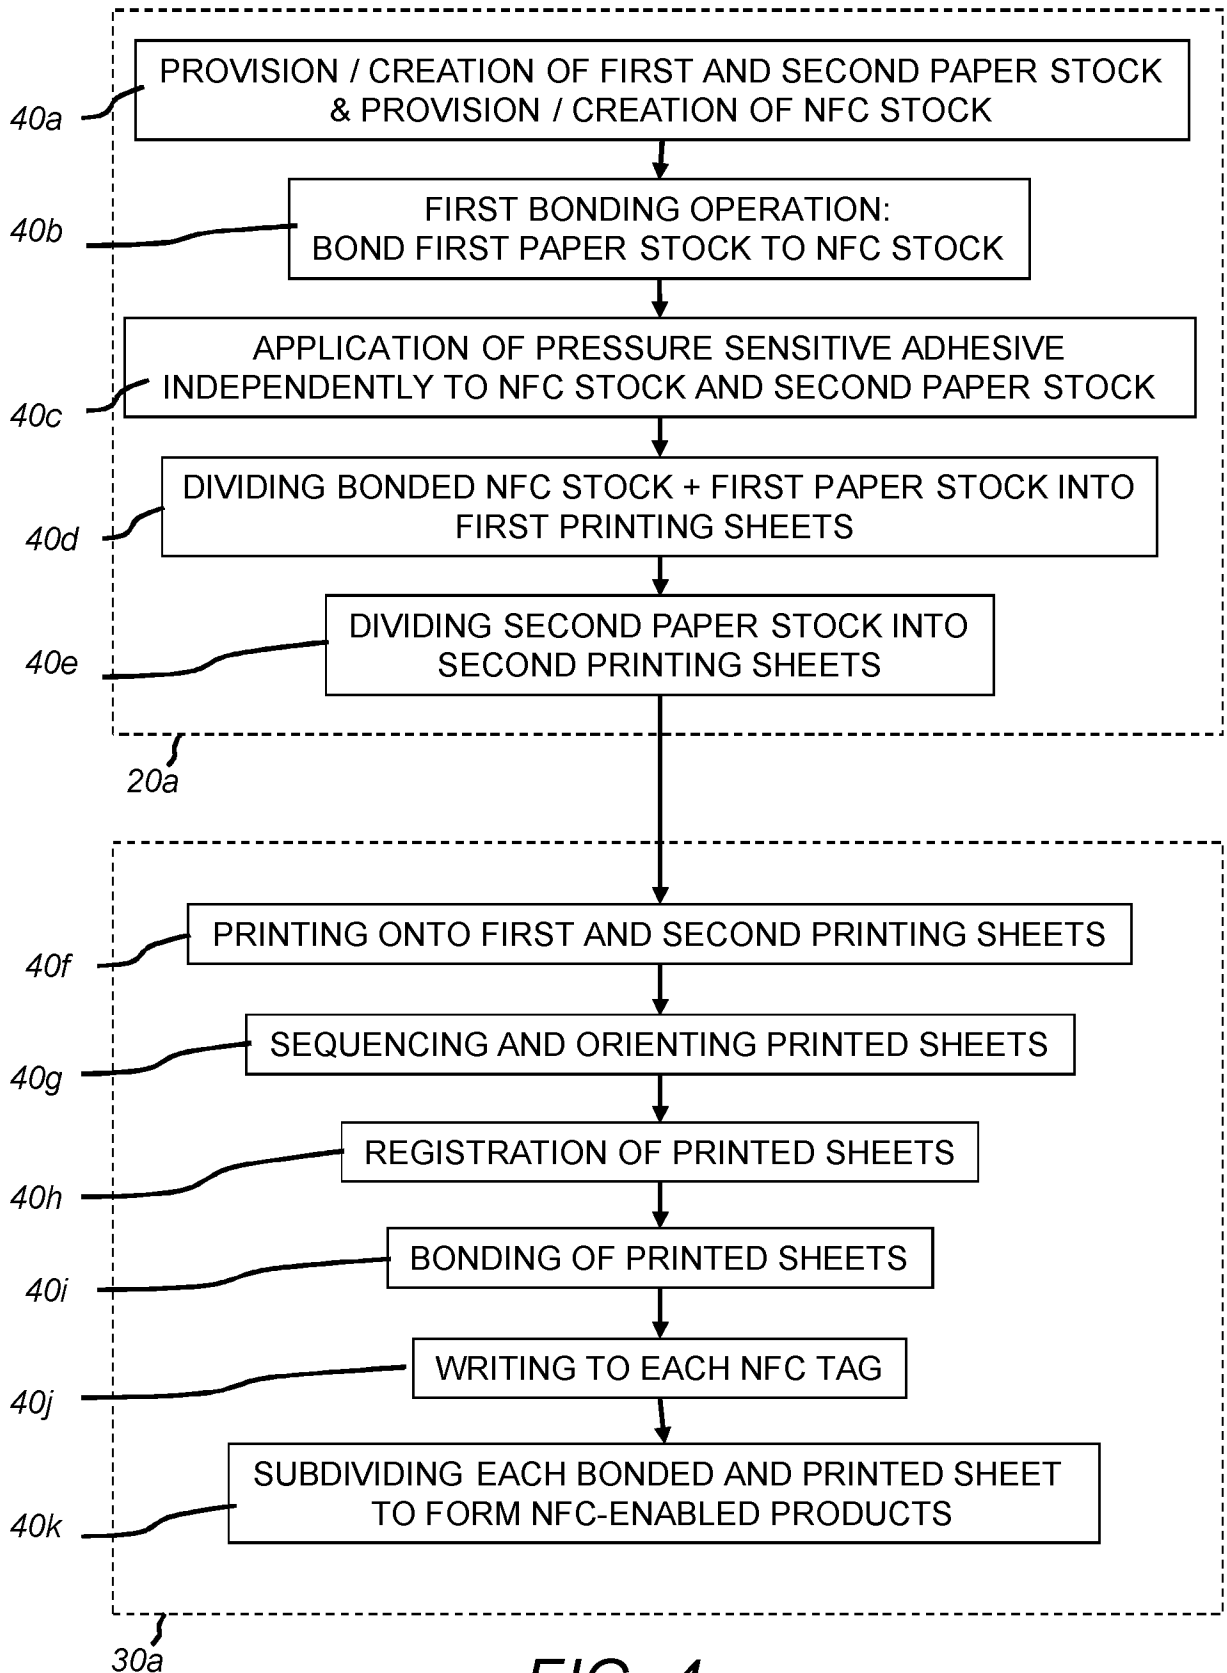 PROVISION / CREATION OF FIRST AND SECOND PAPER STOCK
& PROVISION / CREATION OF NFC STOCK
40a
FIRST BONDING OPERATION:
BOND FIRST PAPER STOCK TO NFC STOCK
40b
APPLICATION OF PRESSURE SENSITIVE ADHESIVE
INDEPENDENTLY TO NFC STOCK AND SECOND PAPER STOCK
40c
DIVIDING BONDED NFC STOCK + FIRST PAPER STOCK INTO
FIRST PRINTING SHEETS
40d
DIVIDING SECOND PAPER STOCK INTO
SECOND PRINTING SHEETS
40e
20a
PRINTING ONTO FIRST AND SECOND PRINTING SHEETS
40f
SEQUENCING AND ORIENTING PRINTED SHEETS
40g
REGISTRATION OF PRINTED SHEETS
40h
BONDING OF PRINTED SHEETS
40i
WRITING TO EACH NFC TAG
40j
SUBDIVIDING EACH BONDED AND PRINTED SHEET
TO FORM NFC-ENABLED PRODUCTS
40k
30a
FIG. 4